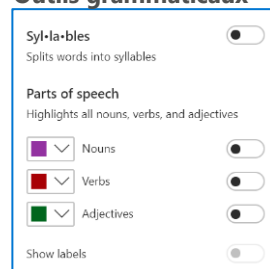 Outils grammaticaux
Syl•la•bles
Splits words into syllables
Parts of speech
Highlights all nouns, verbs, and adjectives
Nouns
Verbs
Adjectives
Show labels